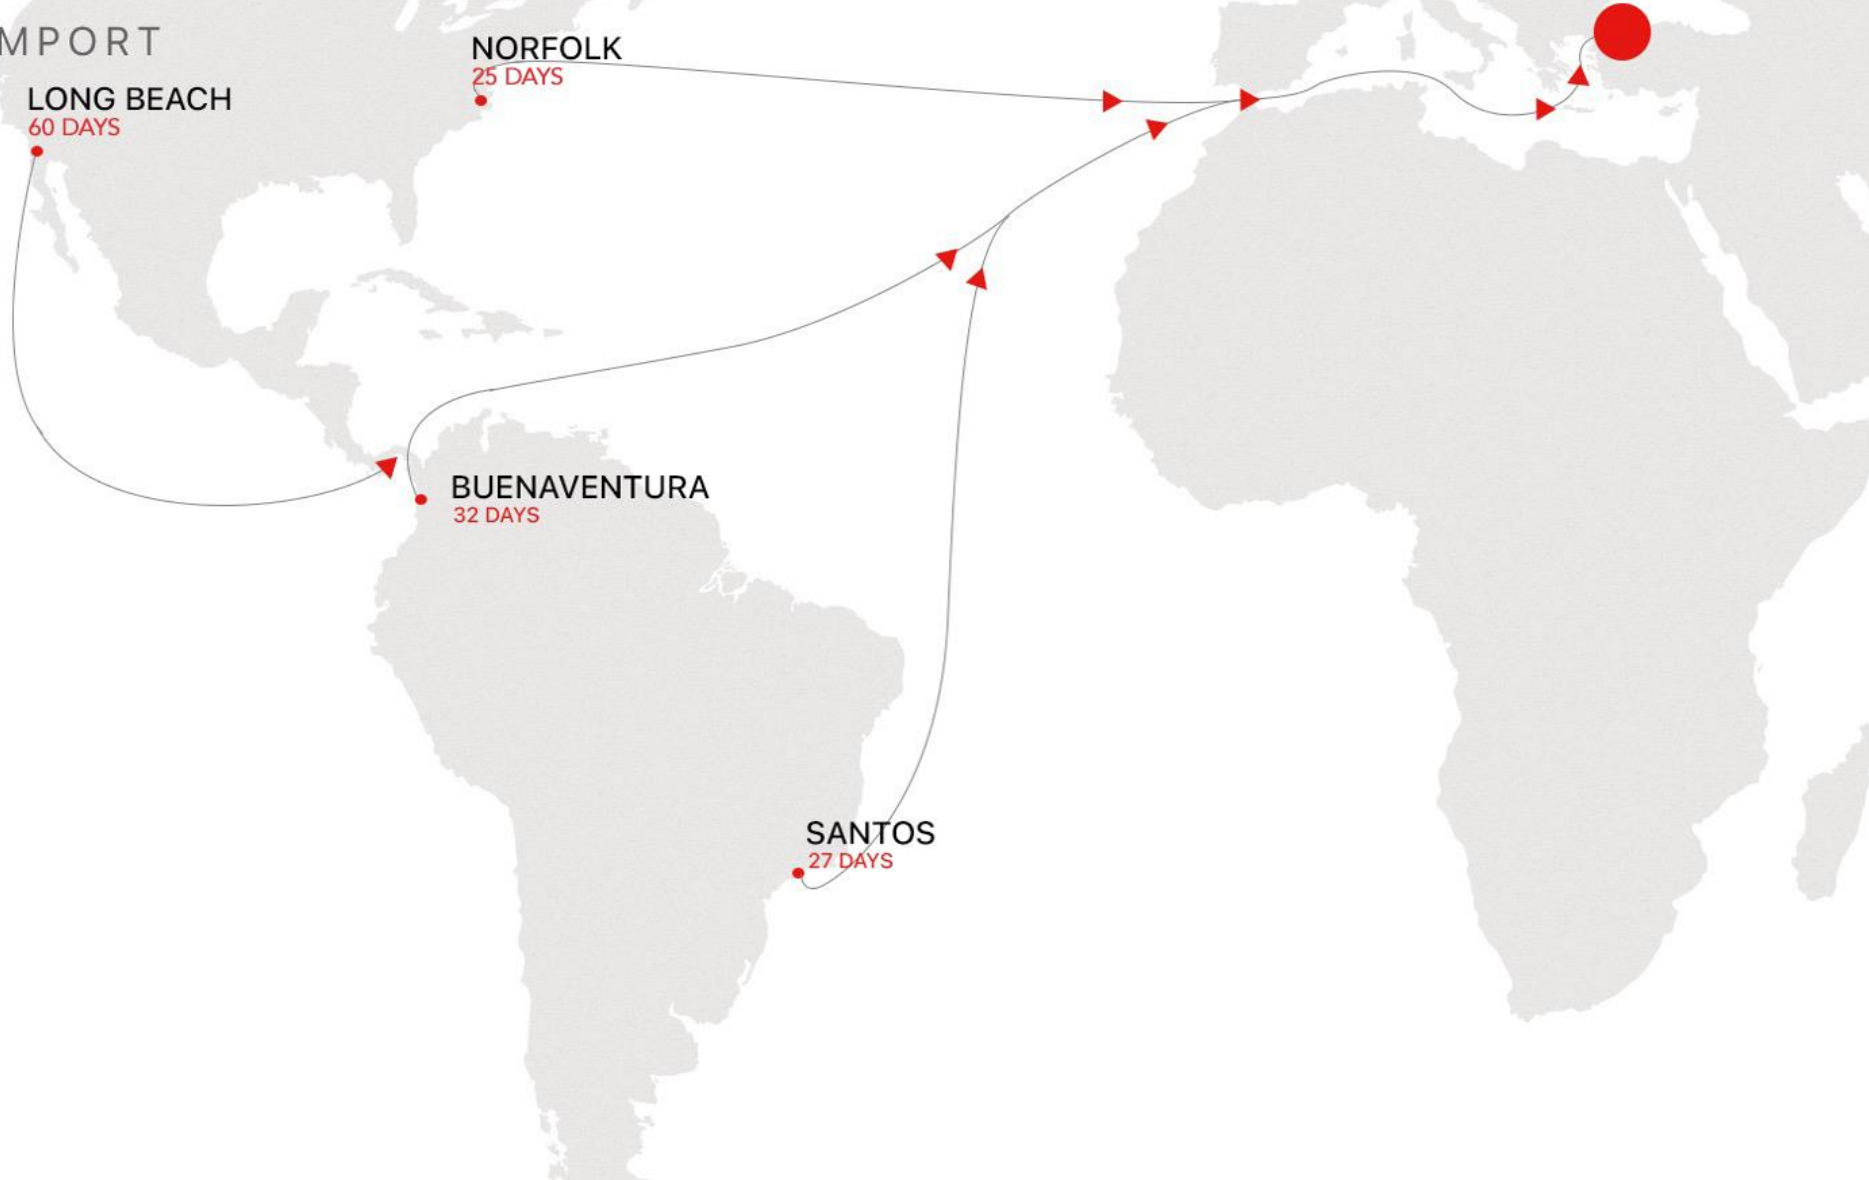 MPORT
NORFOLK
25 DAYS
LONG BEACH
60 DAYS
BUENAVENTURA
32 DAYS
SANTOS
27 DAYS